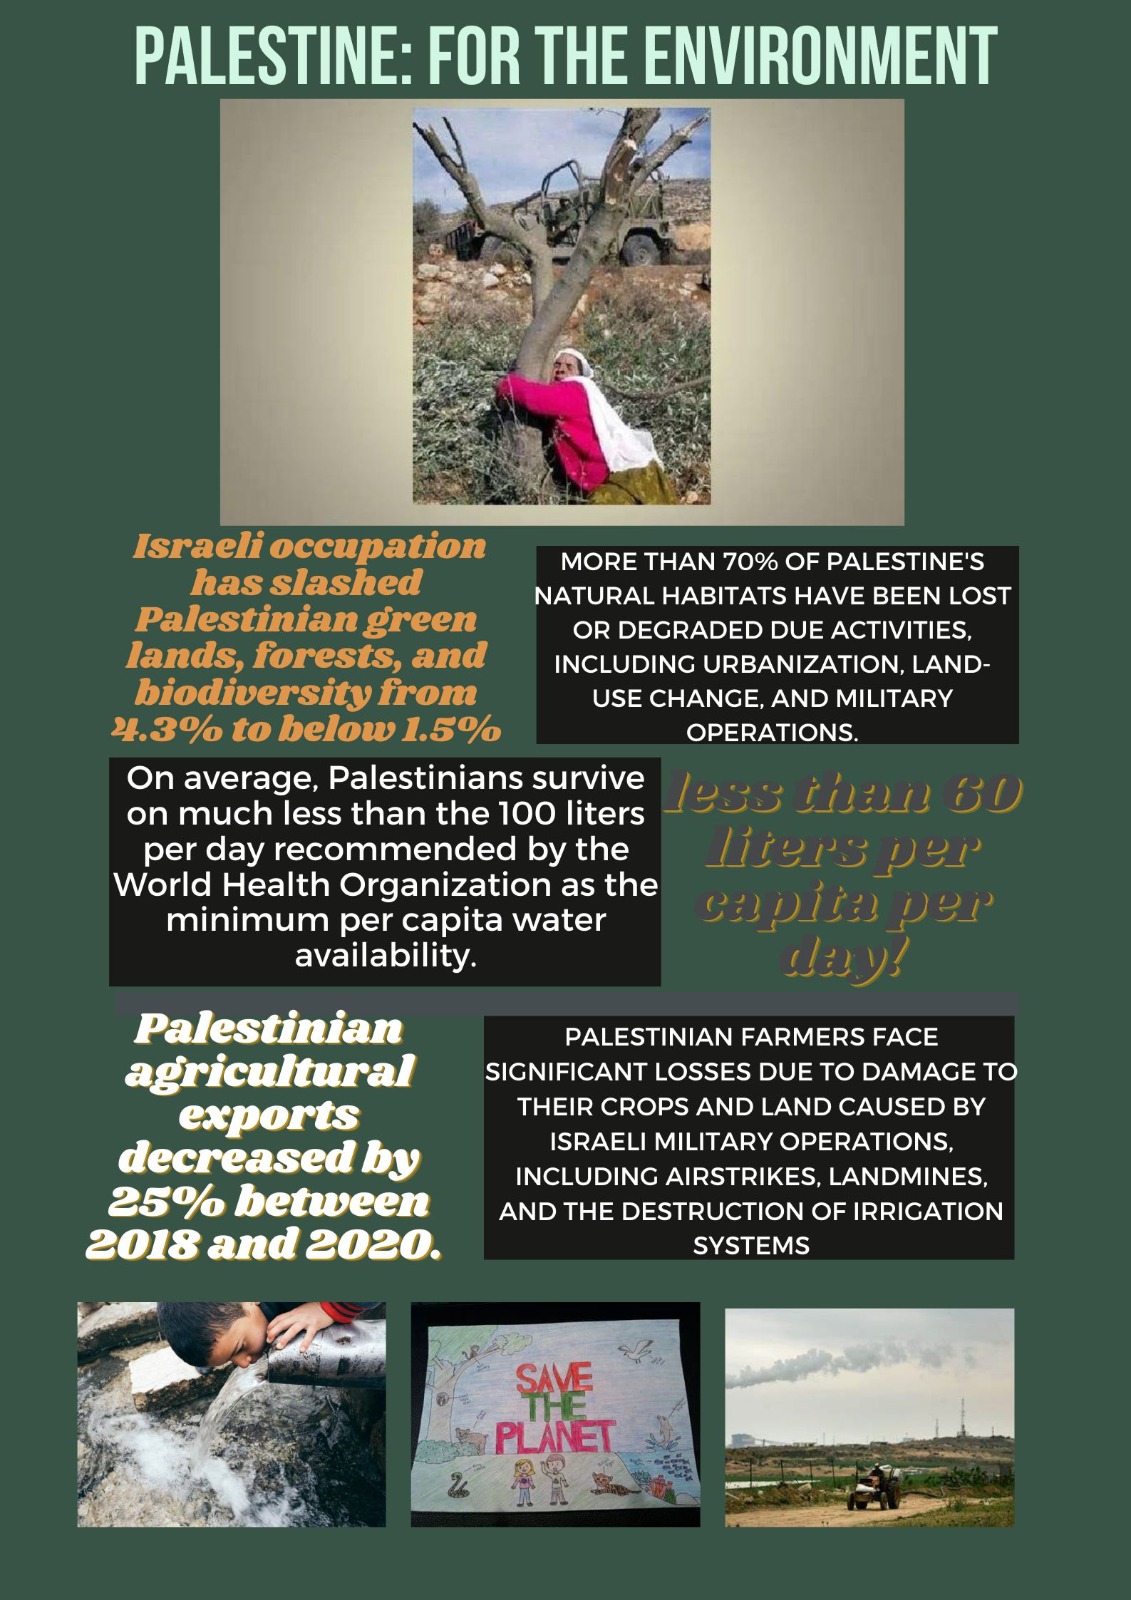 PALESTINE: FOR THE ENVIRONMENT
Israeli occupation
has slashed
Palestinian green
lands, forests, and
biodiversity from
4.3% to below 1.5%
MORE THAN 70% OF PALESTINE'S
NATURAL HABITATS HAVE BEEN LOST
OR DEGRADED DUE ACTIVITIES,
INCLUDING URBANIZATION, LAND-
USE CHANGE, AND MILITARY
OPERATIONS.
On average, Palestinians survive
on much less than the 100 liters
per day recommended by the
World Health Organization as the
minimum per capita water
availability.
less than 60
liters per
capita per
day!
Palestinian
agricultural
exports
decreased by
25% between
2018 and 2020.
PALESTINIAN FARMERS FACE
SIGNIFICANT LOSSES DUE TO DAMAGE TO
THEIR CROPS AND LAND CAUSED BY
ISRAELI MILITARY OPERATIONS,
INCLUDING AIRSTRIKES, LANDMINES,
AND THE DESTRUCTION OF IRRIGATION
SYSTEMS
SAVE
THE
PLANET